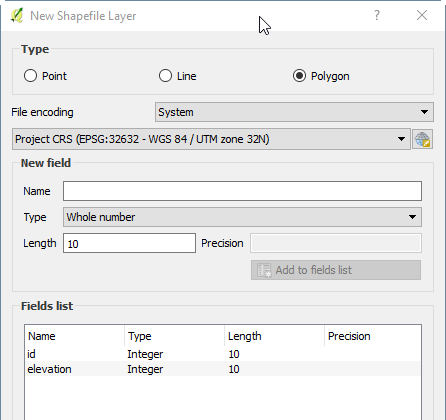 New Shapefile Layer
?
Type
Point Line Polygon
File encoding System
Project CRS (EPSG:32632 - WGS 84 / UTM zone 32N)
New field
Name
Type Whole number
Length 10 Precision
Add to fields list
Fields list
Name Type Length Precision
id Integer 10
elevation Integer 10